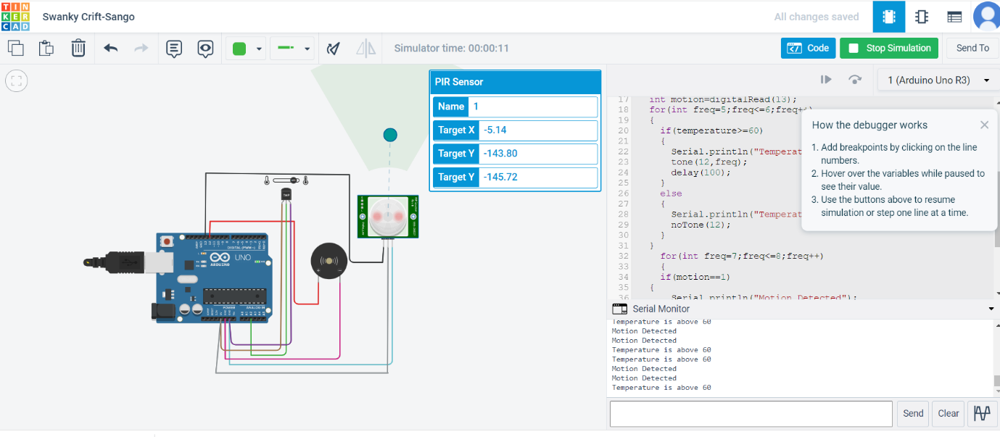 TIN
KER
CAD
Swanky Crift-Sango
All changes saved
Simulator time: 00:00:11
Code
Stop Simulation
Send To
PIR Sensor
Name 1
Target X -5.14
Target Y -143.80
Target Y -145.72
1 (Arduino Uno R3)
17 int motion=digitalRead(13);
18 for(int freq=5;freq<=6;freq++)
19 {
20 if(temperature>=60)
21 {
22 Serial.println("Temperat
23 tone(12,freq);
24 delay(100);
25 }
26 else
27 {
28 Serial.println("Temperat
29 noTone(12);
30 }
31 }
32 for(int freq=7;freq<=8;freq++)
33 {
34 if(motion==1)
35 {
36 Serial.println("Motion Detected");
How the debugger works
1. Add breakpoints by clicking on the line
numbers.
2. Hover over the variables while paused to
see their value.
3. Use the buttons above to resume
simulation or step one line at a time.
TMP
DIGITAL (PWM~)
UNO
ARDUINO
POWER
ANALOG IN
Serial Monitor
Temperature is above 60
Motion Detected
Motion Detected
Temperature is above 60
Temperature is above 60
Motion Detected
Motion Detected
Temperature is above 60
Send
Clear